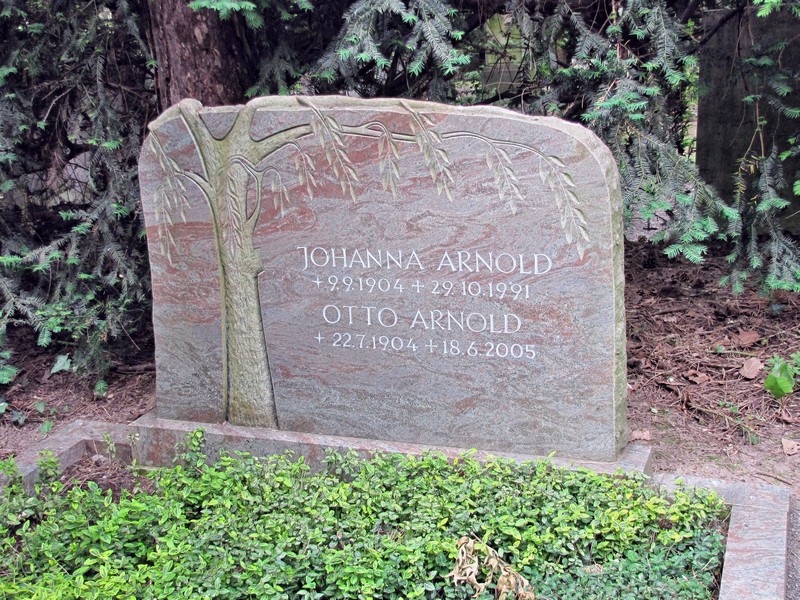 JOHANNA ARNOLD
+ 9.9.1904 + 29.10.1991
OTTO ARNOLD
+ 22.7.1904 + 18.6.2005